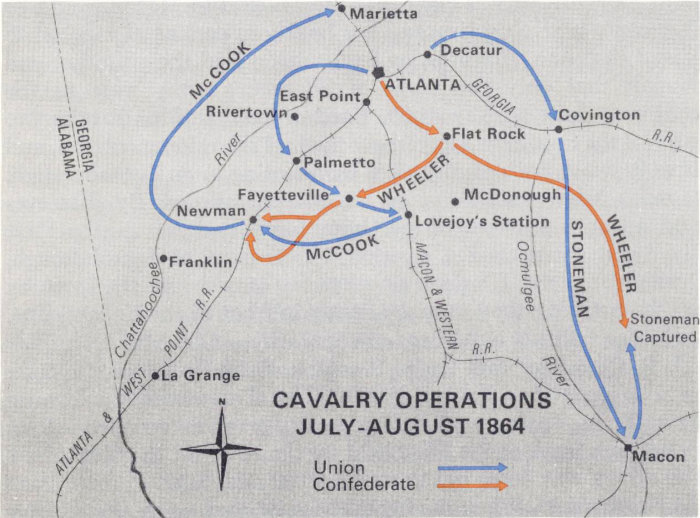 Marietta
Decatur
McCOOK
ATLANTA
GEORGIA
East Point
Rivertown
Covington
R.R.
Flat Rock
GEORGIA
ALABAMA
River
Palmetto
WHEELER
Fayetteville
McDonough
Newman
Lovejoy's Station
McCOOK
STONEMAN
WHEELER
Franklin
MACON & WESTERN
R.R.
Ocmulgee
River
Chattahoochee
Stoneman
Captured
ATLANTA & WEST POINT R.R.
La Grange
N
CAVALRY OPERATIONS
JULY-AUGUST 1864
Union
Confederate
Macon